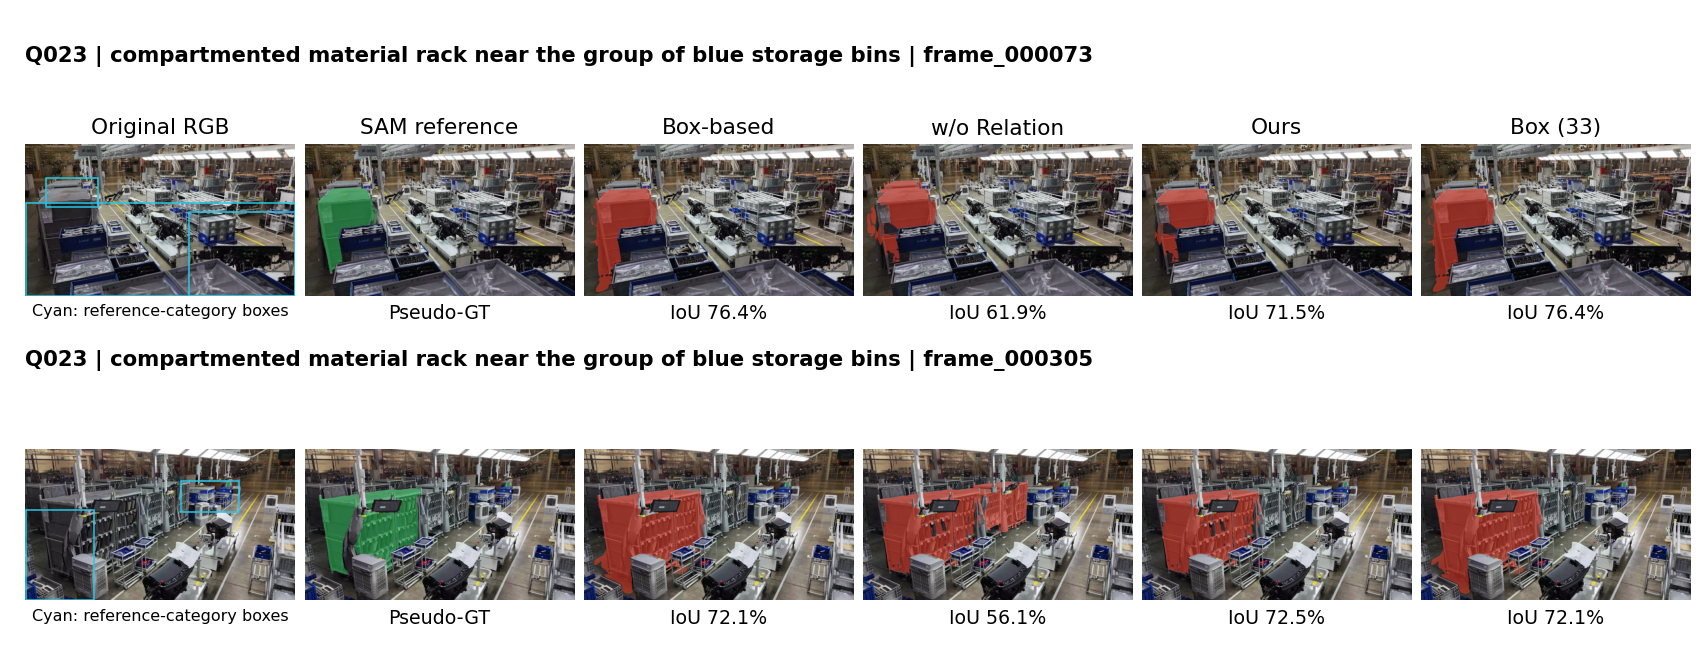 Q023 | compartmented material rack near the group of blue storage bins | frame_000073
Original RGB SAM reference Box-based w/o Relation Ours Box (33)
Cyan: reference-category boxes Pseudo-GT IoU 76.4% IoU 61.9% IoU 71.5% IoU 76.4%
Q023 | compartmented material rack near the group of blue storage bins | frame_000305
Cyan: reference-category boxes Pseudo-GT IoU 72.1% IoU 56.1% IoU 72.5% IoU 72.1%